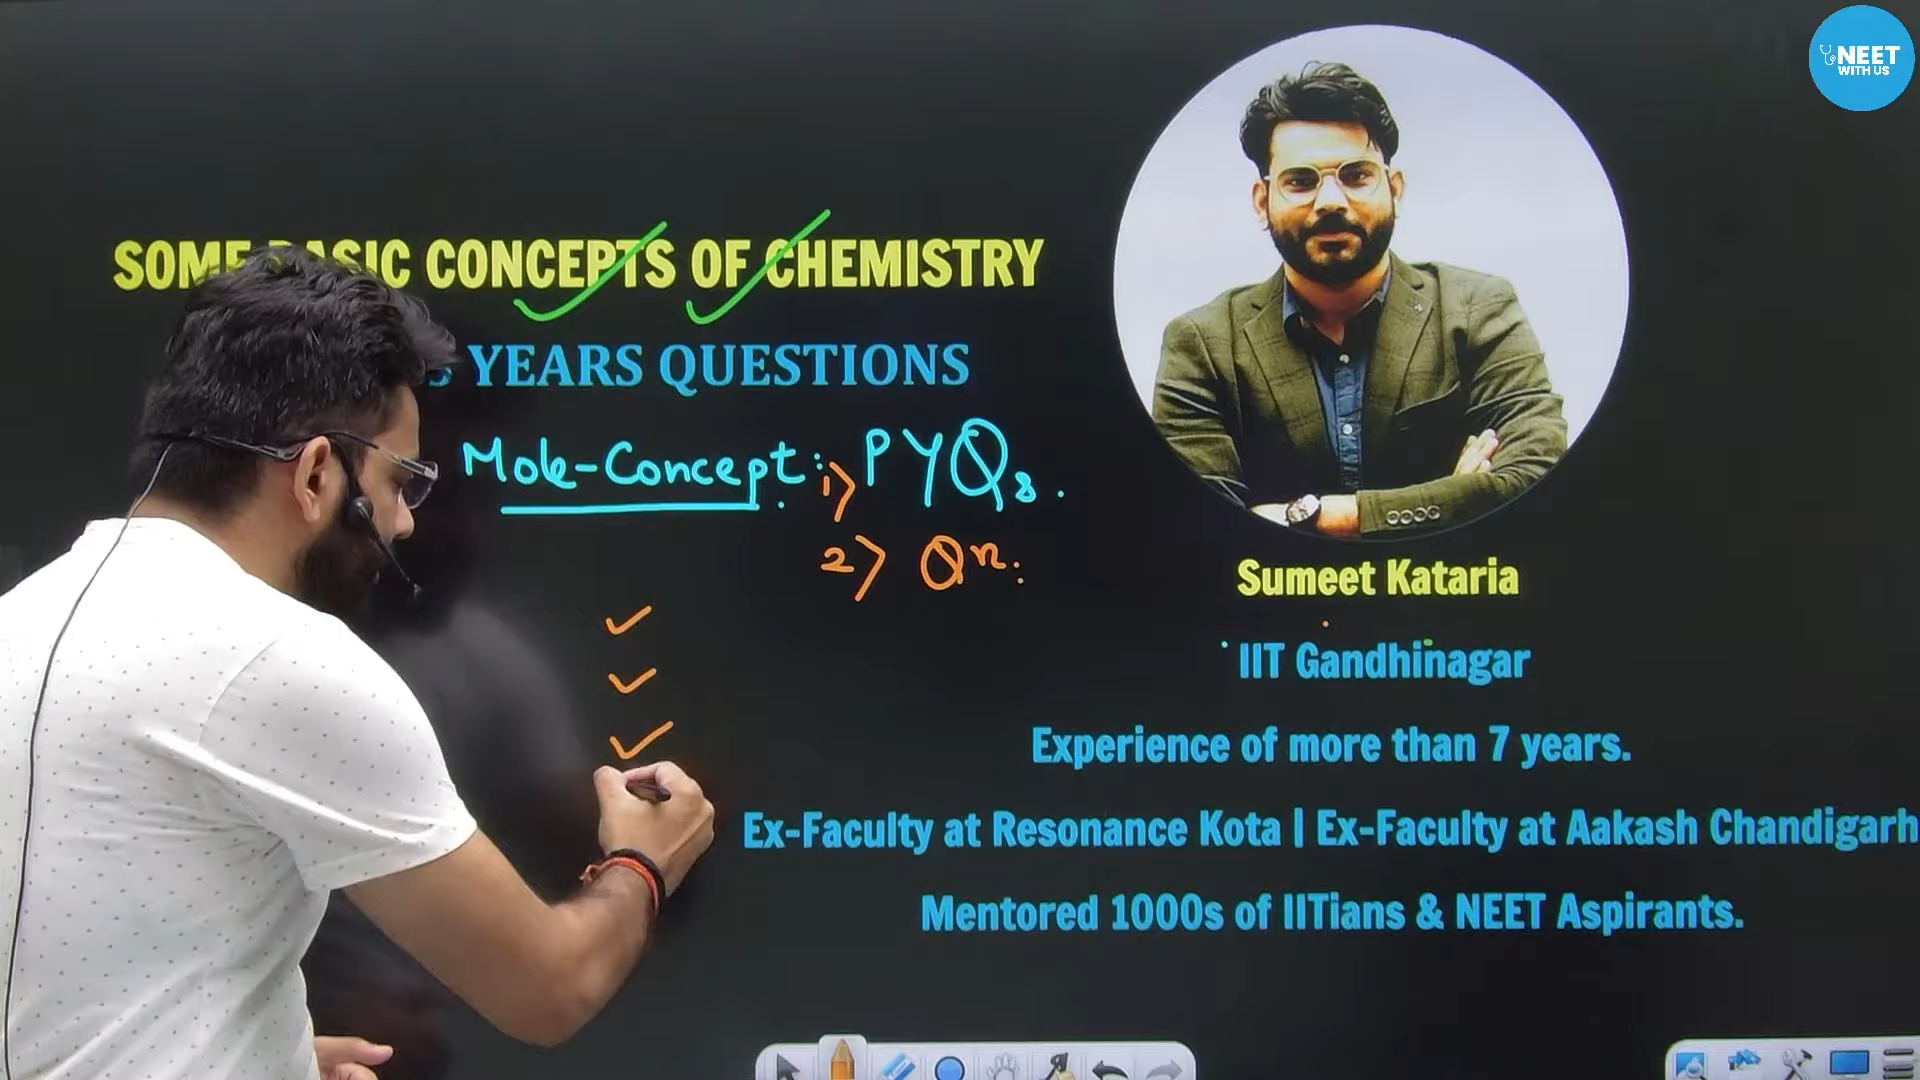 NEET
WITH US
SOME BASIC CONCEPTS OF CHEMISTRY
YEARS QUESTIONS
Mole-Concept: 1) PYQs.
2) Qn:
Sumeet Kataria
IIT Gandhinagar
Experience of more than 7 years.
Ex-Faculty at Resonance Kota | Ex-Faculty at Aakash Chandigarh
Mentored 1000s of IITians & NEET Aspirants.